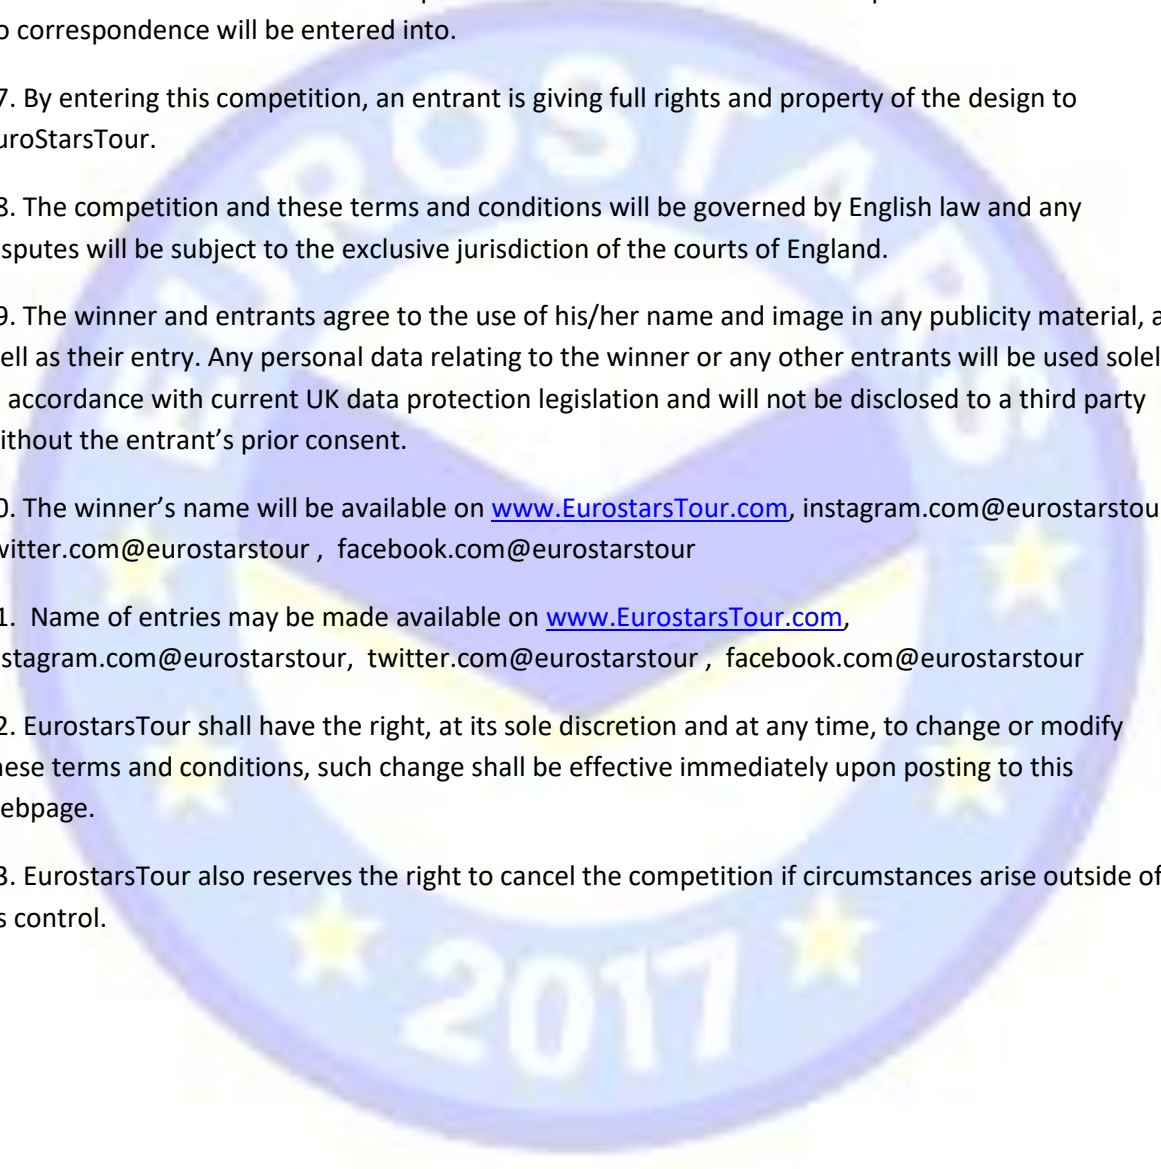 o correspondence will be entered into.
7. By entering this competition, an entrant is giving full rights and property of the design to
uroStarsTour.
8. The competition and these terms and conditions will be governed by English law and any
sputes will be subject to the exclusive jurisdiction of the courts of England.
9. The winner and entrants agree to the use of his/her name and image in any publicity material, a
ell as their entry. Any personal data relating to the winner or any other entrants will be used solel
accordance with current UK data protection legislation and will not be disclosed to a third party
ithout the entrant’s prior consent.
0. The winner’s name will be available on www.EurostarsTour.com, instagram.com@eurostarstou
witter.com@eurostarstour , facebook.com@eurostarstour
1. Name of entries may be made available on www.EurostarsTour.com,
nstagram.com@eurostarstour, twitter.com@eurostarstour , facebook.com@eurostarstour
2. EurostarsTour shall have the right, at its sole discretion and at any time, to change or modify
hese terms and conditions, such change shall be effective immediately upon posting to this
ebpage.
3. EurostarsTour also reserves the right to cancel the competition if circumstances arise outside of
s control.
EUROSTARS
2017